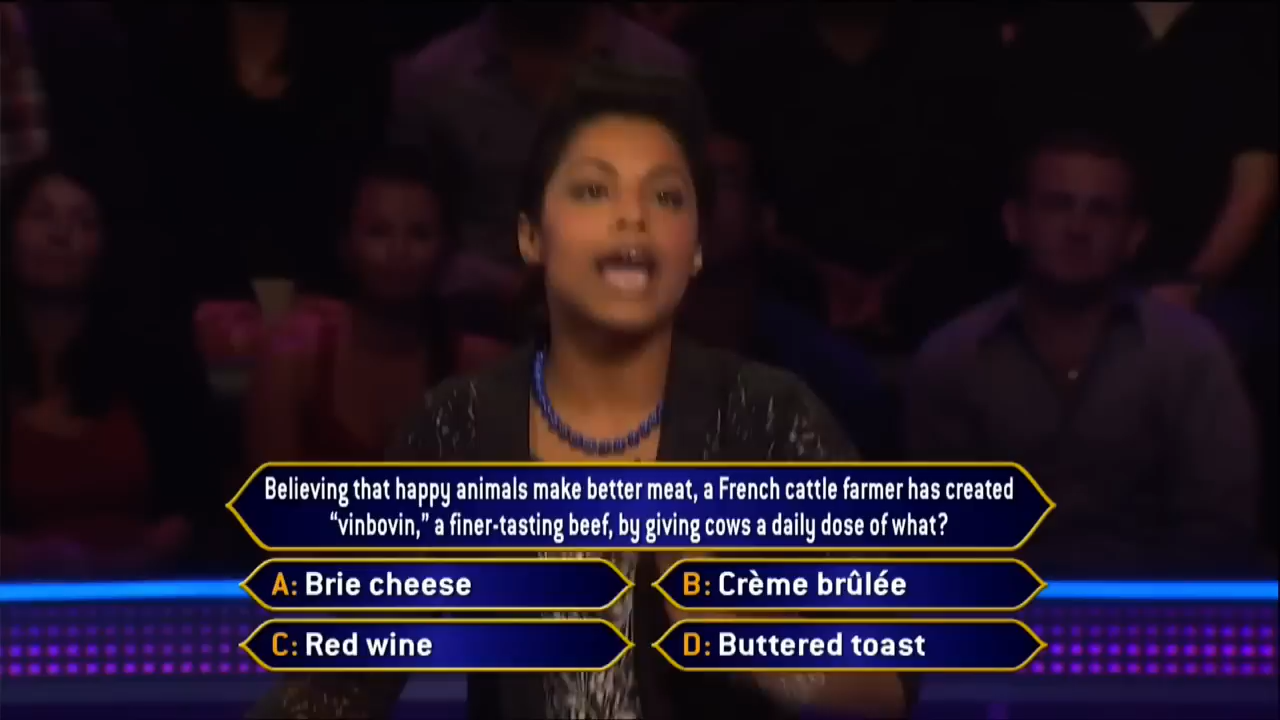 Believing that happy animals make better meat, a French cattle farmer has created
“vinbovin,” a finer-tasting beef, by giving cows a daily dose of what?
A: Brie cheese
B: Crème brûlée
C: Red wine
D: Buttered toast